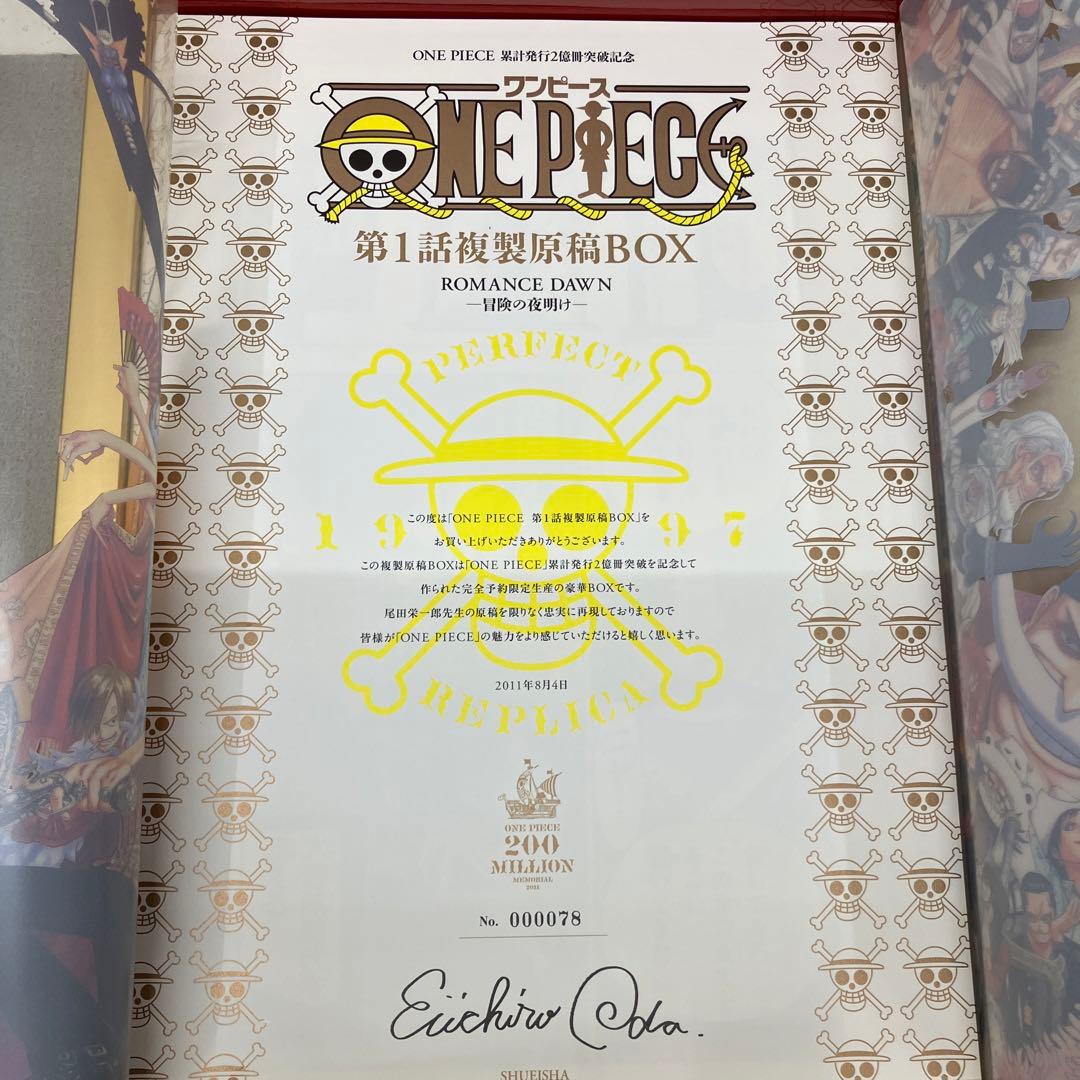 ONE PIECE 累計発行2億冊突破記念
ワンピース
ONE PIECE
第1話複製原稿BOX
ROMANCE DAWN
―冒険の夜明け―
PERFECT
1997
この度は「ONE PIECE 第1話複製原稿BOX」を
お買い上げいただきありがとうございます。
この複製原稿BOXは「ONE PIECE」累計発行2億冊突破を記念して
作られた完全予約限定生産の豪華BOXです。
尾田栄一郎先生の原稿を限りなく忠実に再現しておりますので
皆様が「ONE PIECE」の魅力をより感じていただけると嬉しく思います。
2011年8月4日
REPLICA
ONE PIECE
200
MILLION
MEMORIAL
2011
No. 000078
Eiichiro Oda.
SHUEISHA